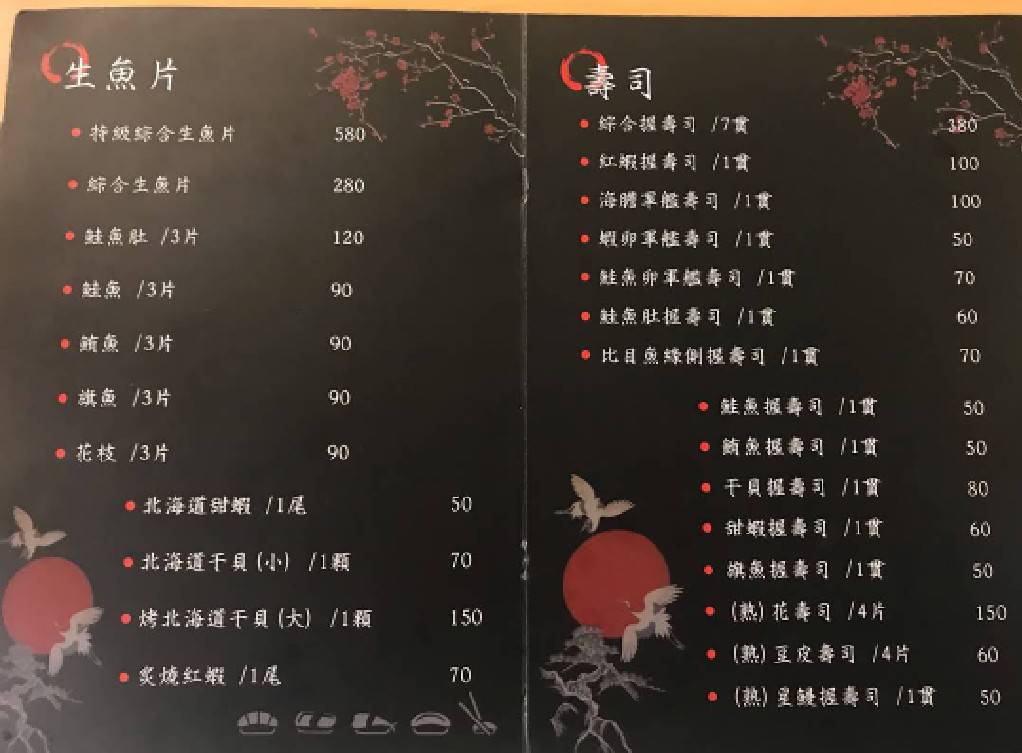 生魚片
特級綜合生魚片 580
綜合生魚片 280
鮭魚肚 /3片 120
鮭魚 /3片 90
鮪魚 /3片 90
旗魚 /3片 90
花枝 /3片 90
北海道甜蝦 /1尾 50
北海道干貝(小) /1顆 70
烤北海道干貝(大) /1顆 150
炙燒紅蝦 /1尾 70
壽司
綜合握壽司 /7貫 380
紅蝦握壽司 /1貫 100
海膽軍艦壽司 /1貫 100
蝦卵軍艦壽司 /1貫 50
鮭魚卵軍艦壽司 /1貫 70
鮭魚肚握壽司 /1貫 60
比目魚緣側握壽司 /1貫 70
鮭魚握壽司 /1貫 50
鮪魚握壽司 /1貫 50
干貝握壽司 /1貫 80
甜蝦握壽司 /1貫 60
旗魚握壽司 /1貫 50
(熟)花壽司 /4片 150
(熟)豆皮壽司 /4片 60
(熟)星鰻握壽司 /1貫 50